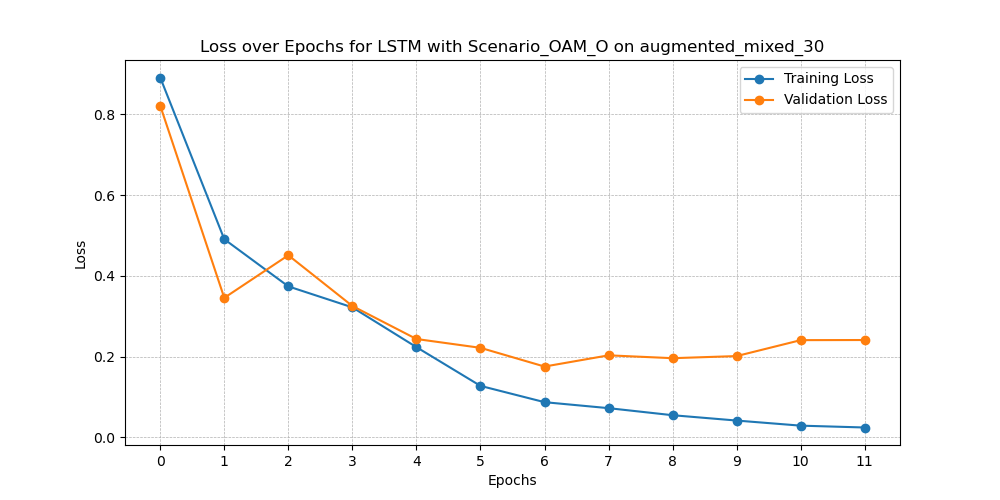 Loss over Epochs for LSTM with Scenario_OAM_O on augmented_mixed_30
Training Loss
Validation Loss
Loss
0.8
0.6
0.4
0.2
0.0
0 1 2 3 4 5 6 7 8 9 10 11
Epochs